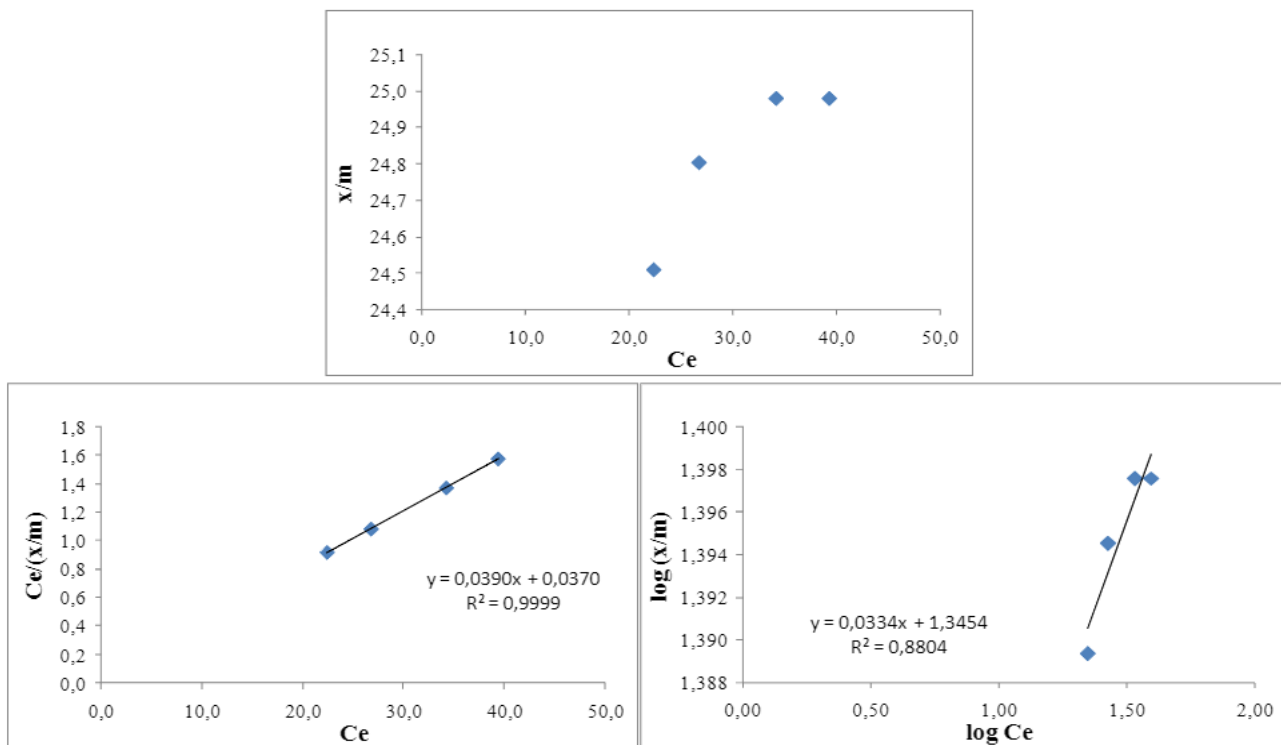 25,1
25,0
24,9
24,8
24,7
24,6
24,5
24,4
x/m
0,0 10,0 20,0 30,0 40,0 50,0
Ce
1,8
1,6
1,4
1,2
1,0
0,8
0,6
0,4
0,2
0,0
Ce/(x/m)
y = 0,0390x + 0,0370
R² = 0,9999
0,0 10,0 20,0 30,0 40,0 50,0
Ce
1,400
1,398
1,396
1,394
1,392
1,390
1,388
log (x/m)
y = 0,0334x + 1,3454
R² = 0,8804
0,00 0,50 1,00 1,50 2,00
log Ce